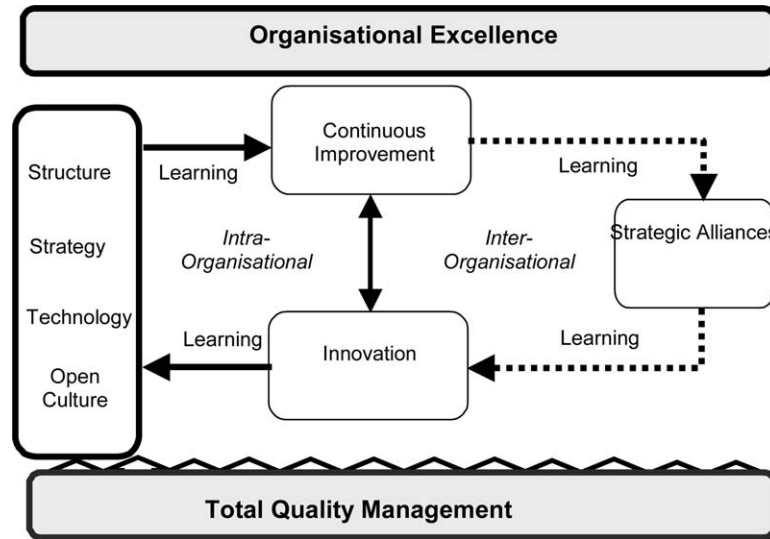 Organisational Excellence
Continuous
Improvement
Structure
Learning
Learning
Strategy
Intra-
Organisational
Inter-
Organisational
Strategic Alliances
Technology
Learning
Innovation
Learning
Open
Culture
Total Quality Management